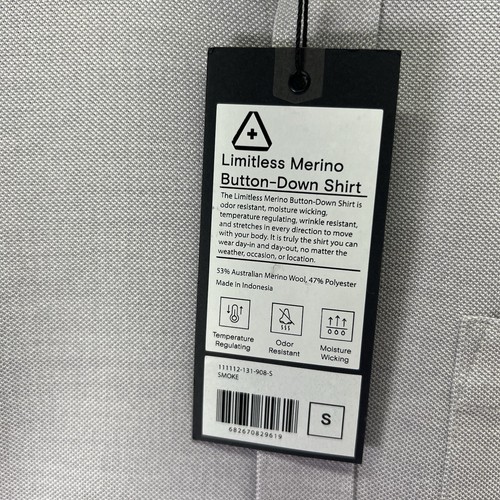 Limitless Merino
Button-Down Shirt
The Limitless Merino Button-Down Shirt is
odor resistant, moisture wicking,
temperature regulating, wrinkle resistant,
and stretches in every direction to move
with your body. It is truly the shirt you can
wear day-in and day-out, no matter the
weather, occasion, or location.
53% Australian Merino Wool, 47% Polyester
Made in Indonesia
Temperature
Regulating
Odor
Resistant
Moisture
Wicking
111112-131-908-S
SMOKE
682670829619
S